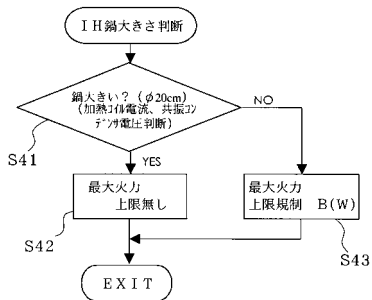 IH鍋大きさ判断
鍋大きい?(φ20cm)
(加熱コイル電流、共振コン
デンサ電圧判断)
NO
S41
YES
最大火力
上限無し
最大火力
上限規制 B(W)
S42
S43
EXIT